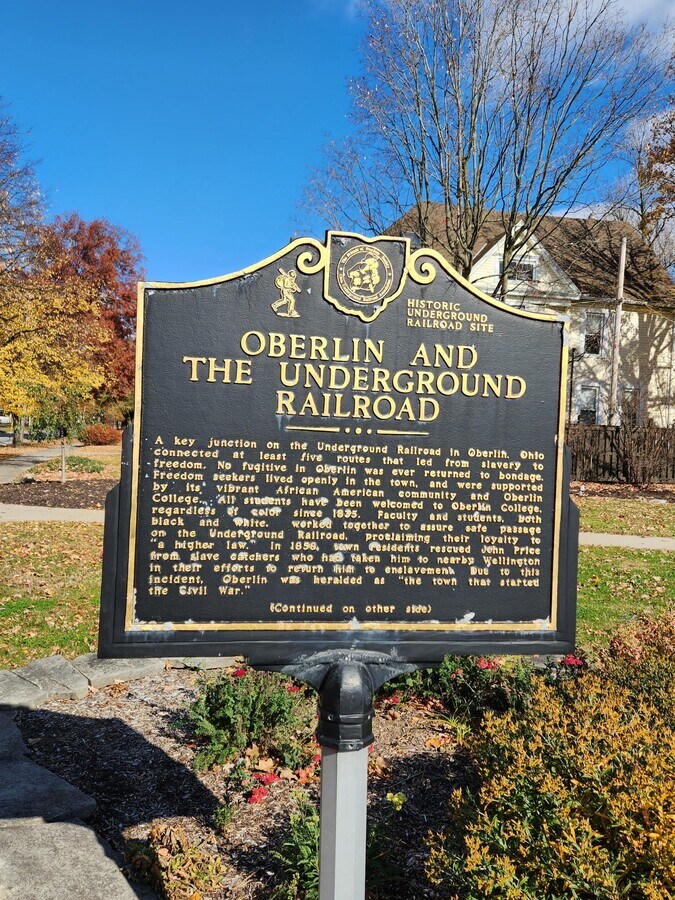 HISTORIC
UNDERGROUND
RAILROAD SITE
OBERLIN AND
THE UNDERGROUND
RAILROAD
A key junction on the Underground Railroad in Oberlin, Ohio
connected at least five routes that led from slavery to
freedom. No fugitive in Oberlin was ever returned to bondage.
Freedom seekers lived openly in the town, and were supported
by its vibrant African American community and Oberlin
College. All students have been welcomed to Oberlin College
regardless of color since 1835. Faculty and students, both
black and white, worked together to assure safe passage
on the Underground Railroad, proclaiming their loyalty to
"a higher law." In 1858, town residents rescued John Price
from slave catchers who had taken him to nearby Wellington
in their efforts to return him to enslavement. Due to this
incident, Oberlin was heralded as "the town that started
the Civil War."
(Continued on other side)